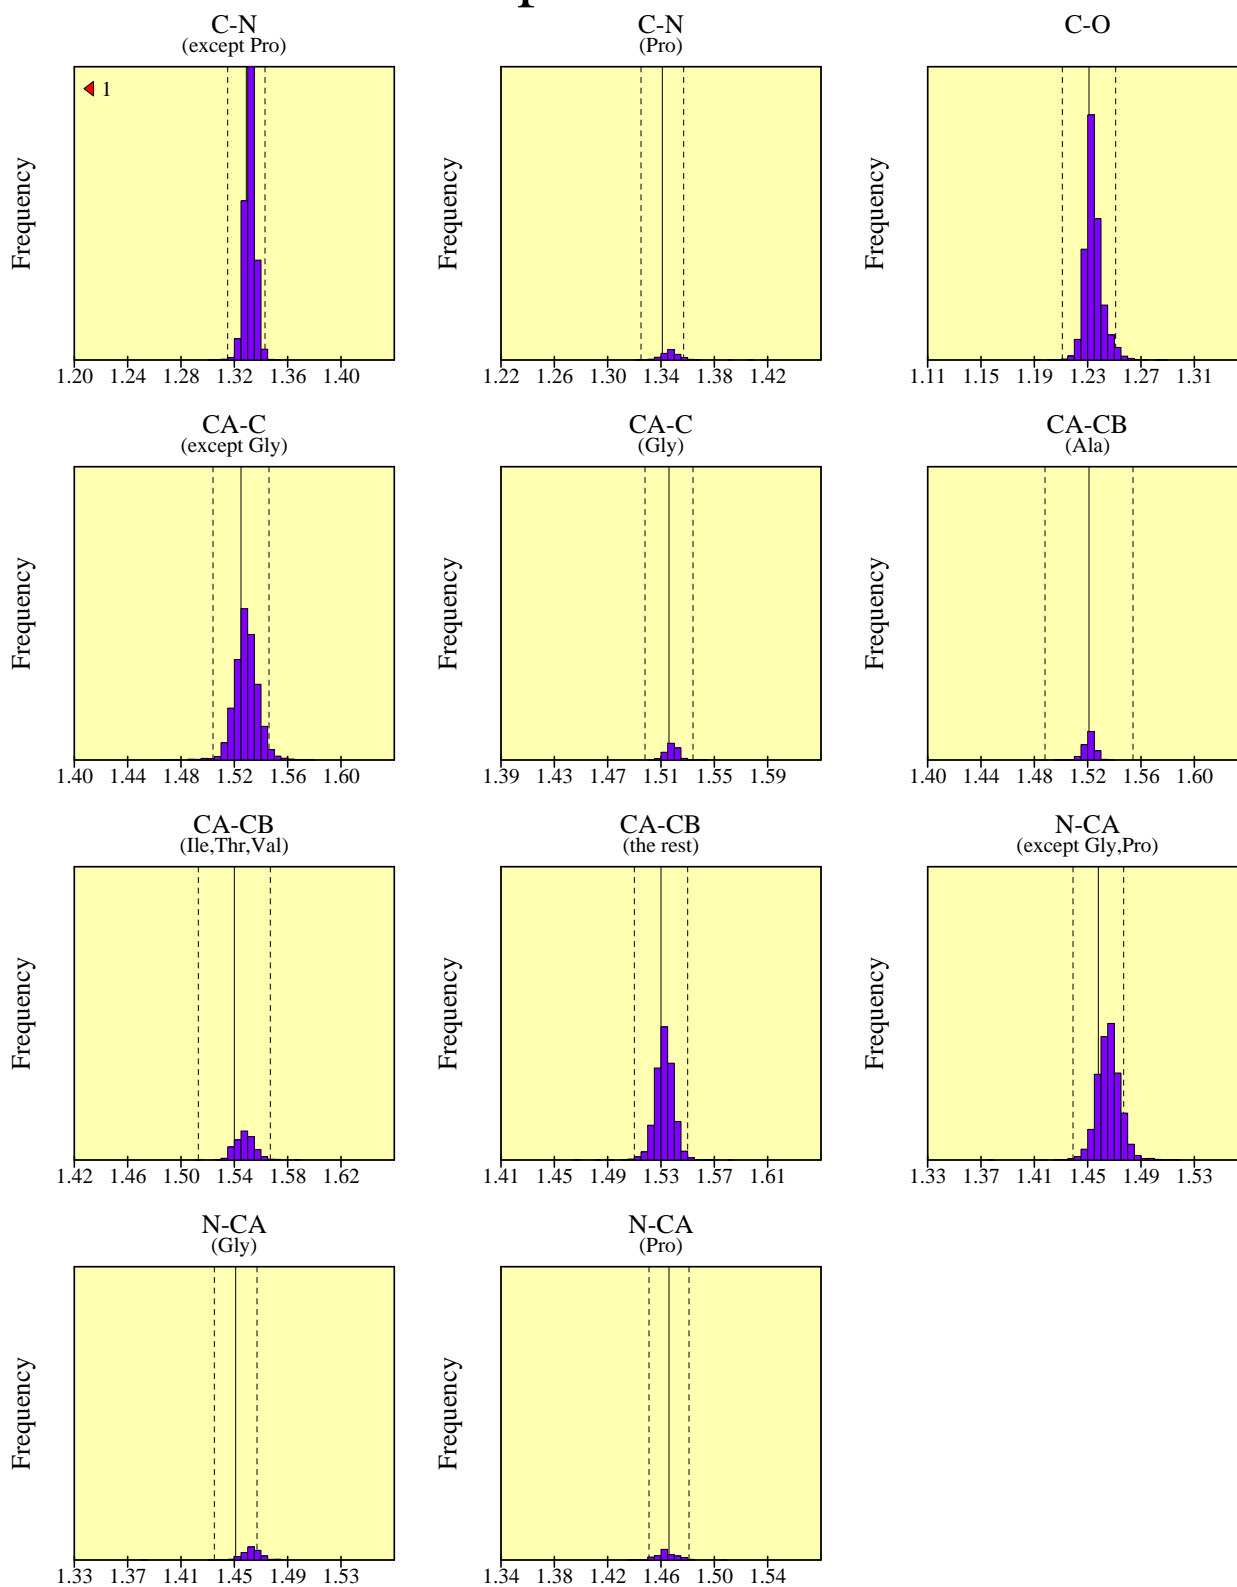 C-N C-N C-O
(except Pro) (Pro)
1
Frequency Frequency Frequency
1.20 1.24 1.28 1.32 1.36 1.40 1.22 1.26 1.30 1.34 1.38 1.42 1.11 1.15 1.19 1.23 1.27 1.31
CA-C CA-C CA-CB
(except Gly) (Gly) (Ala)
Frequency Frequency Frequency
1.40 1.44 1.48 1.52 1.56 1.60 1.39 1.43 1.47 1.51 1.55 1.59 1.40 1.44 1.48 1.52 1.56 1.60
CA-CB CA-CB N-CA
(Ile,Thr,Val) (the rest) (except Gly,Pro)
Frequency Frequency Frequency
1.42 1.46 1.50 1.54 1.58 1.62 1.41 1.45 1.49 1.53 1.57 1.61 1.33 1.37 1.41 1.45 1.49 1.53
N-CA N-CA
(Gly) (Pro)
Frequency Frequency
1.33 1.37 1.41 1.45 1.49 1.53 1.34 1.38 1.42 1.46 1.50 1.54